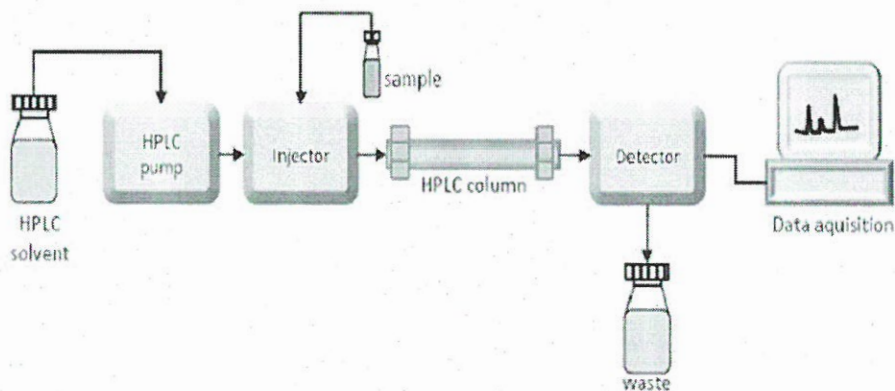 sample
HPLC
pump
Injector
HPLC column
Detector
HPLC
solvent
Data aquisition
waste